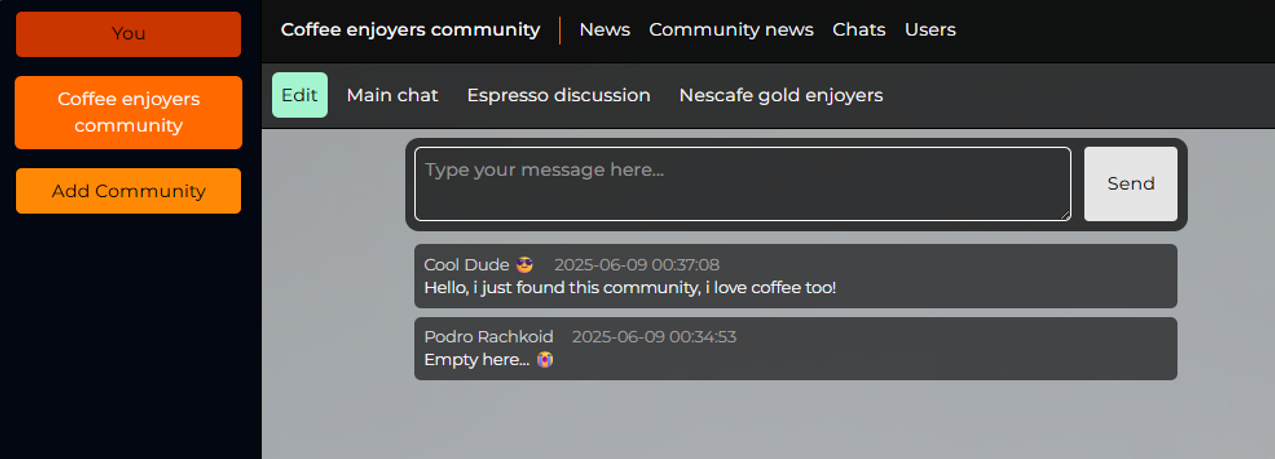 You
Coffee enjoyers
community
Add Community
Coffee enjoyers community | News Community news Chats Users
Edit Main chat Espresso discussion Nescafe gold enjoyers
Type your message here...
Send
Cool Dude 😎 2025-06-09 00:37:08
Hello, i just found this community, i love coffee too!
Podro Rachkoid 2025-06-09 00:34:53
Empty here... 😭